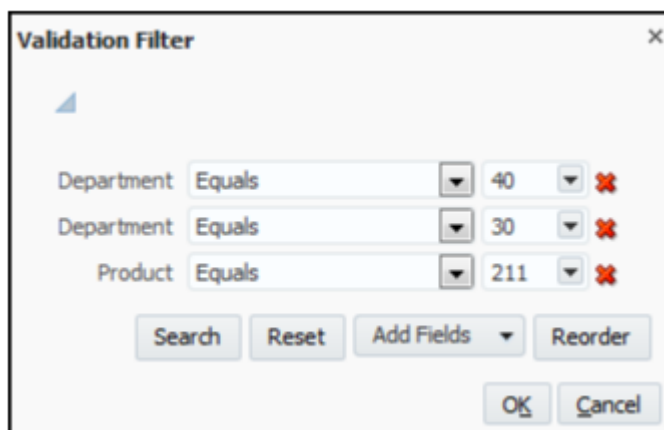 Validation Filter ×
Department Equals 40
Department Equals 30
Product Equals 211
Search Reset Add Fields Reorder
OK Cancel